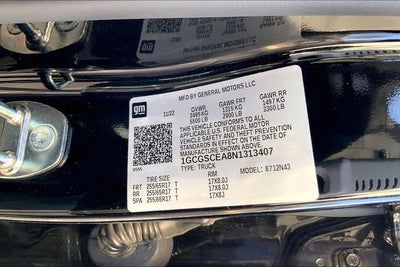 gm
MFD BY GENERAL MOTORS LLC
11/22
GVWR GAWR FRT GAWR RR
2495 KG 1315 KG 1497 KG
5500 LB 2900 LB 3300 LB
THIS VEHICLE CONFORMS TO ALL
APPLICABLE U.S. FEDERAL MOTOR
VEHICLE SAFETY AND THEFT PREVENTION
STANDARDS IN EFFECT ON THE DATE OF
MANUFACTURE SHOWN ABOVE.
1GCGSCEA8N1313407
TYPE: TRUCK
8712N43
TIRE SIZE RIM
FRT 255/65R17 T 17X8.0J
RR 255/65R17 T 17X8.0J
SPA 255/65R17 T 17X8J